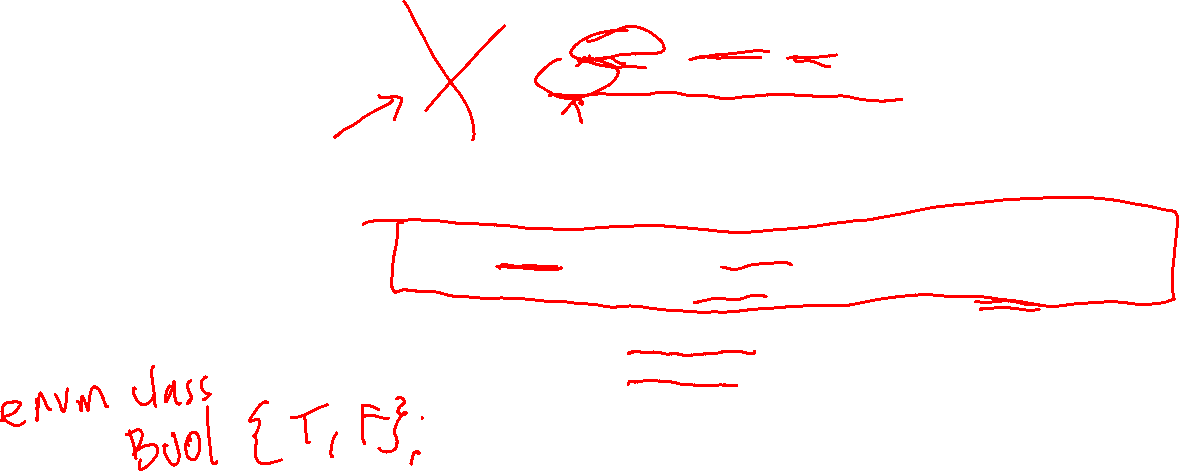 X
enum class
Bool { T, F };